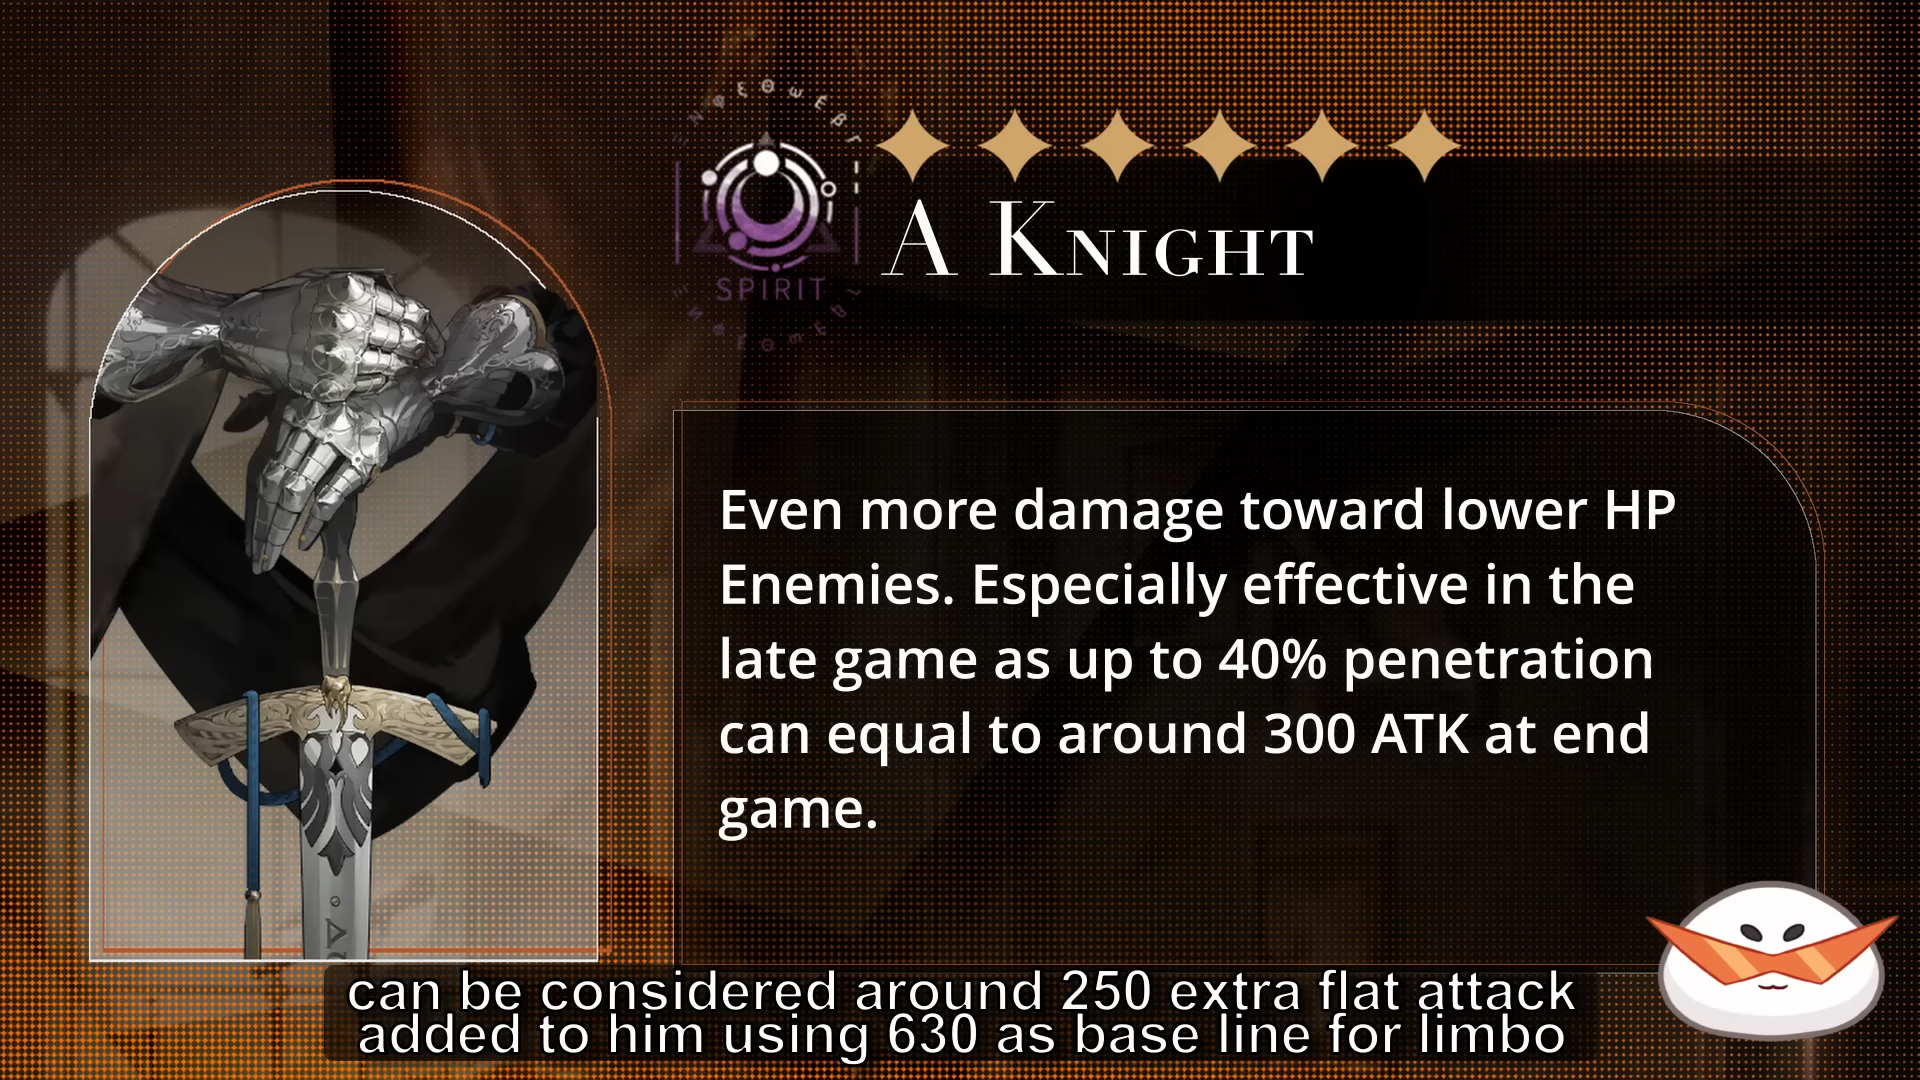 SPIRIT
A KNIGHT
Even more damage toward lower HP
Enemies. Especially effective in the
late game as up to 40% penetration
can equal to around 300 ATK at end
game.
can be considered around 250 extra flat attack
added to him using 630 as base line for limbo